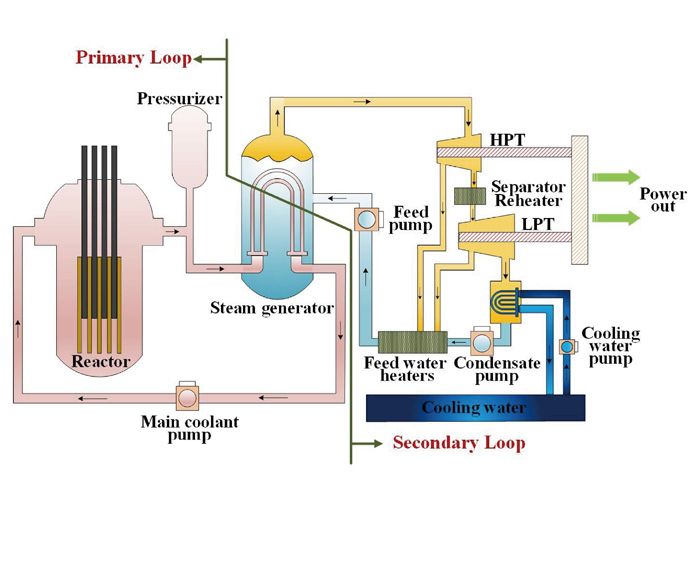 Primary Loop
Pressurizer
HPT
Separator
Reheater
Power
out
Feed
pump
LPT
Steam generator
Reactor
Feed water
heaters
Condensate
pump
Cooling
water
pump
Cooling water
Main coolant
pump
Secondary Loop